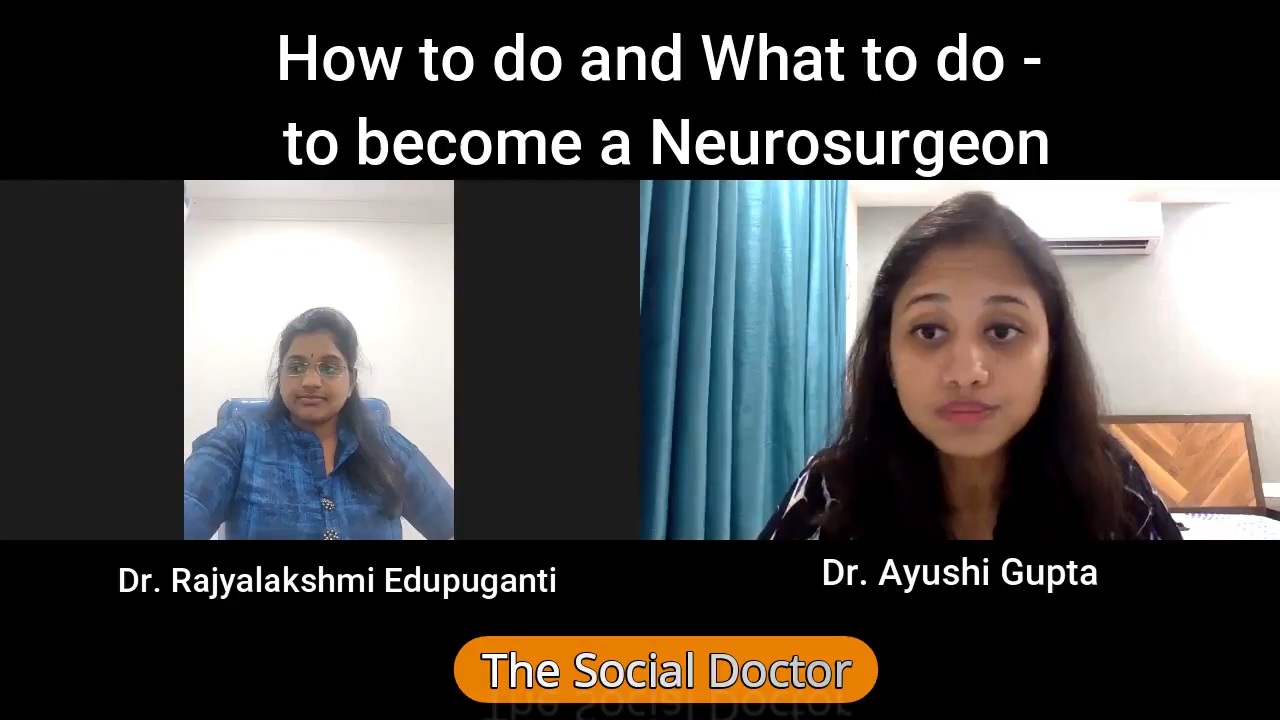 How to do and What to do -
to become a Neurosurgeon
Dr. Rajyalakshmi Edupuganti
Dr. Ayushi Gupta
The Social Doctor